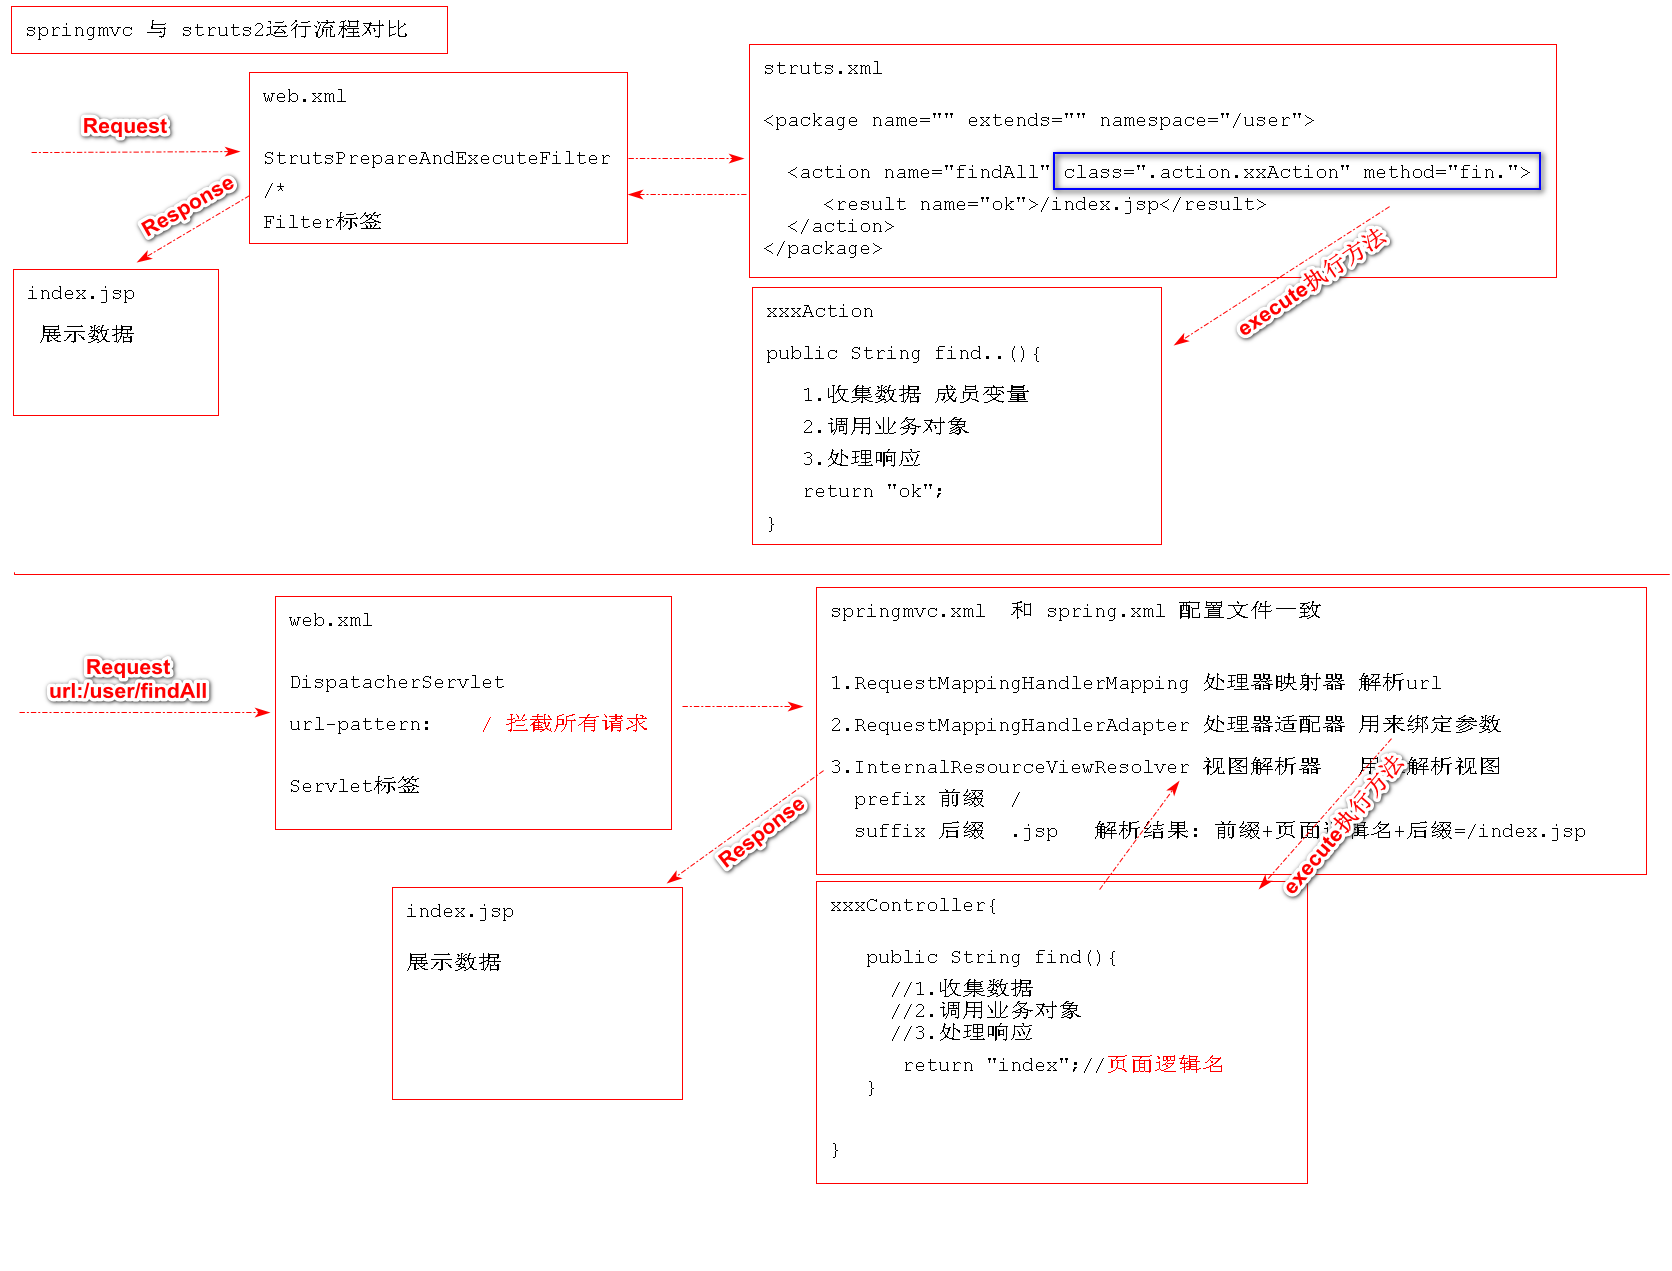 springmvc 与 struts2运行流程对比
Request
web.xml
StrutsPrepareAndExecuteFilter
/*
Filter标签
Response
index.jsp
展示数据
struts.xml
<package name="" extends="" namespace="/user">
<action name="findAll" class=".action.xxAction" method="fin.">
<result name="ok">/index.jsp</result>
</action>
</package>
execute执行方法
xxxAction
public String find..(){
1.收集数据 成员变量
2.调用业务对象
3.处理响应
return "ok";
}
Request
url:/user/findAll
web.xml
DispatacherServlet
url-pattern: / 拦截所有请求
Servlet标签
springmvc.xml 和 spring.xml 配置文件一致
1.RequestMappingHandlerMapping 处理器映射器 解析url
2.RequestMappingHandlerAdapter 处理器适配器 用来绑定参数
3.InternalResourceViewResolver 视图解析器 用 解析视图
prefix 前缀 /
suffix 后缀 .jsp 解析结果: 前缀+页面 辑名+后缀=/index.jsp
execute执行方法
Response
index.jsp
展示数据
xxxController{
public String find(){
//1.收集数据
//2.调用业务对象
//3.处理响应
return "index";//页面逻辑名
}
}